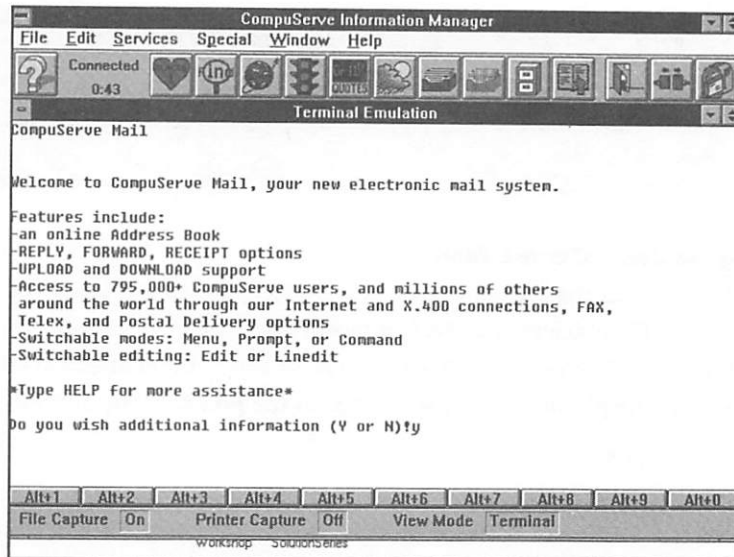 CompuServe Information Manager
File Edit Services Special Window Help
Connected
0:43
QUOTES
Terminal Emulation
CompuServe Mail
Welcome to CompuServe Mail, your new electronic mail system.
Features include:
-an online Address Book
-REPLY, FORWARD, RECEIPT options
-UPLOAD and DOWNLOAD support
-Access to 795,000+ CompuServe users, and millions of others
around the world through our Internet and X.400 connections, FAX,
Telex, and Postal Delivery options
-Switchable modes: Menu, Prompt, or Command
-Switchable editing: Edit or Linedit
*Type HELP for more assistance*
Do you wish additional information (Y or N)!y
Alt+1 Alt+2 Alt+3 Alt+4 Alt+5 Alt+6 Alt+7 Alt+8 Alt+9 Alt+0
File Capture On Printer Capture Off View Mode Terminal
Workshop SolutionSeries